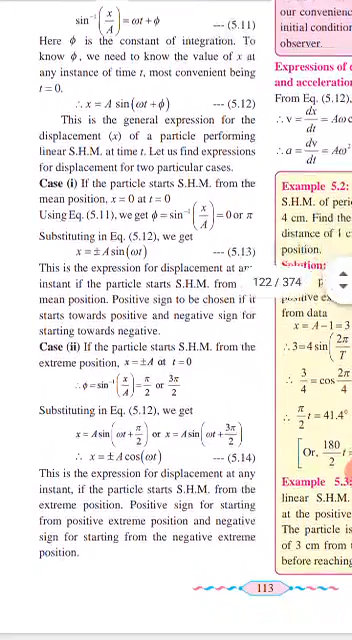 sin⁻¹(x/A) = ωt + ϕ --- (5.11)
Here ϕ is the constant of integration. To
know ϕ, we need to know the value of x at
any instance of time t, most convenient being
t = 0.
∴ x = A sin(ωt + ϕ) --- (5.12)
This is the general expression for the
displacement (x) of a particle performing
linear S.H.M. at time t. Let us find expressions
for displacement for two particular cases.
Case (i) If the particle starts S.H.M. from the
mean position, x = 0 at t = 0
Using Eq. (5.11), we get ϕ = sin⁻¹(x/A) = 0 or π
Substituting in Eq. (5.12), we get
x = ± A sin(ωt) --- (5.13)
This is the expression for displacement at any
instant if the particle starts S.H.M. from
mean position. Positive sign to be chosen if it
starts towards positive and negative sign for
starting towards negative.
Case (ii) If the particle starts S.H.M. from the
extreme position, x = ± A at t = 0
∴ ϕ = sin⁻¹(x/A) = π/2 or 3π/2
Substituting in Eq. (5.12), we get
x = A sin(ωt + π/2) or x = A sin(ωt + 3π/2)
∴ x = ± A cos(ωt) --- (5.14)
This is the expression for displacement at any
instant, if the particle starts S.H.M. from the
extreme position. Positive sign for starting
from positive extreme position and negative
sign for starting from the negative extreme
position.
our convenienc
initial condition
observer.
Expressions of
and acceleration
From Eq. (5.12),
∴ v = dx/dt = Aω c
∴ a = dv/dt = Aω²
Example 5.2:
S.H.M. of peri
4 cm. Find the
distance of 1 c
position.
Solution:
122 / 374
positive ex
from data
x = A − 1 = 3
∴ 3 = 4 sin(2π/T
∴ 3/4 = cos 2π/4
∴ π/2 t = 41.4°
[Or, 180/2 t =
Example 5.3:
linear S.H.M.
at the positive
The particle is
of 3 cm from
before reaching
113